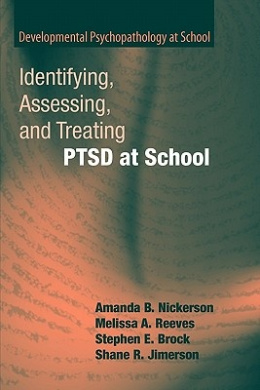 Developmental Psychopathology at School
Identifying,
Assessing,
and Treating
PTSD at School
Amanda B. Nickerson
Melissa A. Reeves
Stephen E. Brock
Shane R. Jimerson